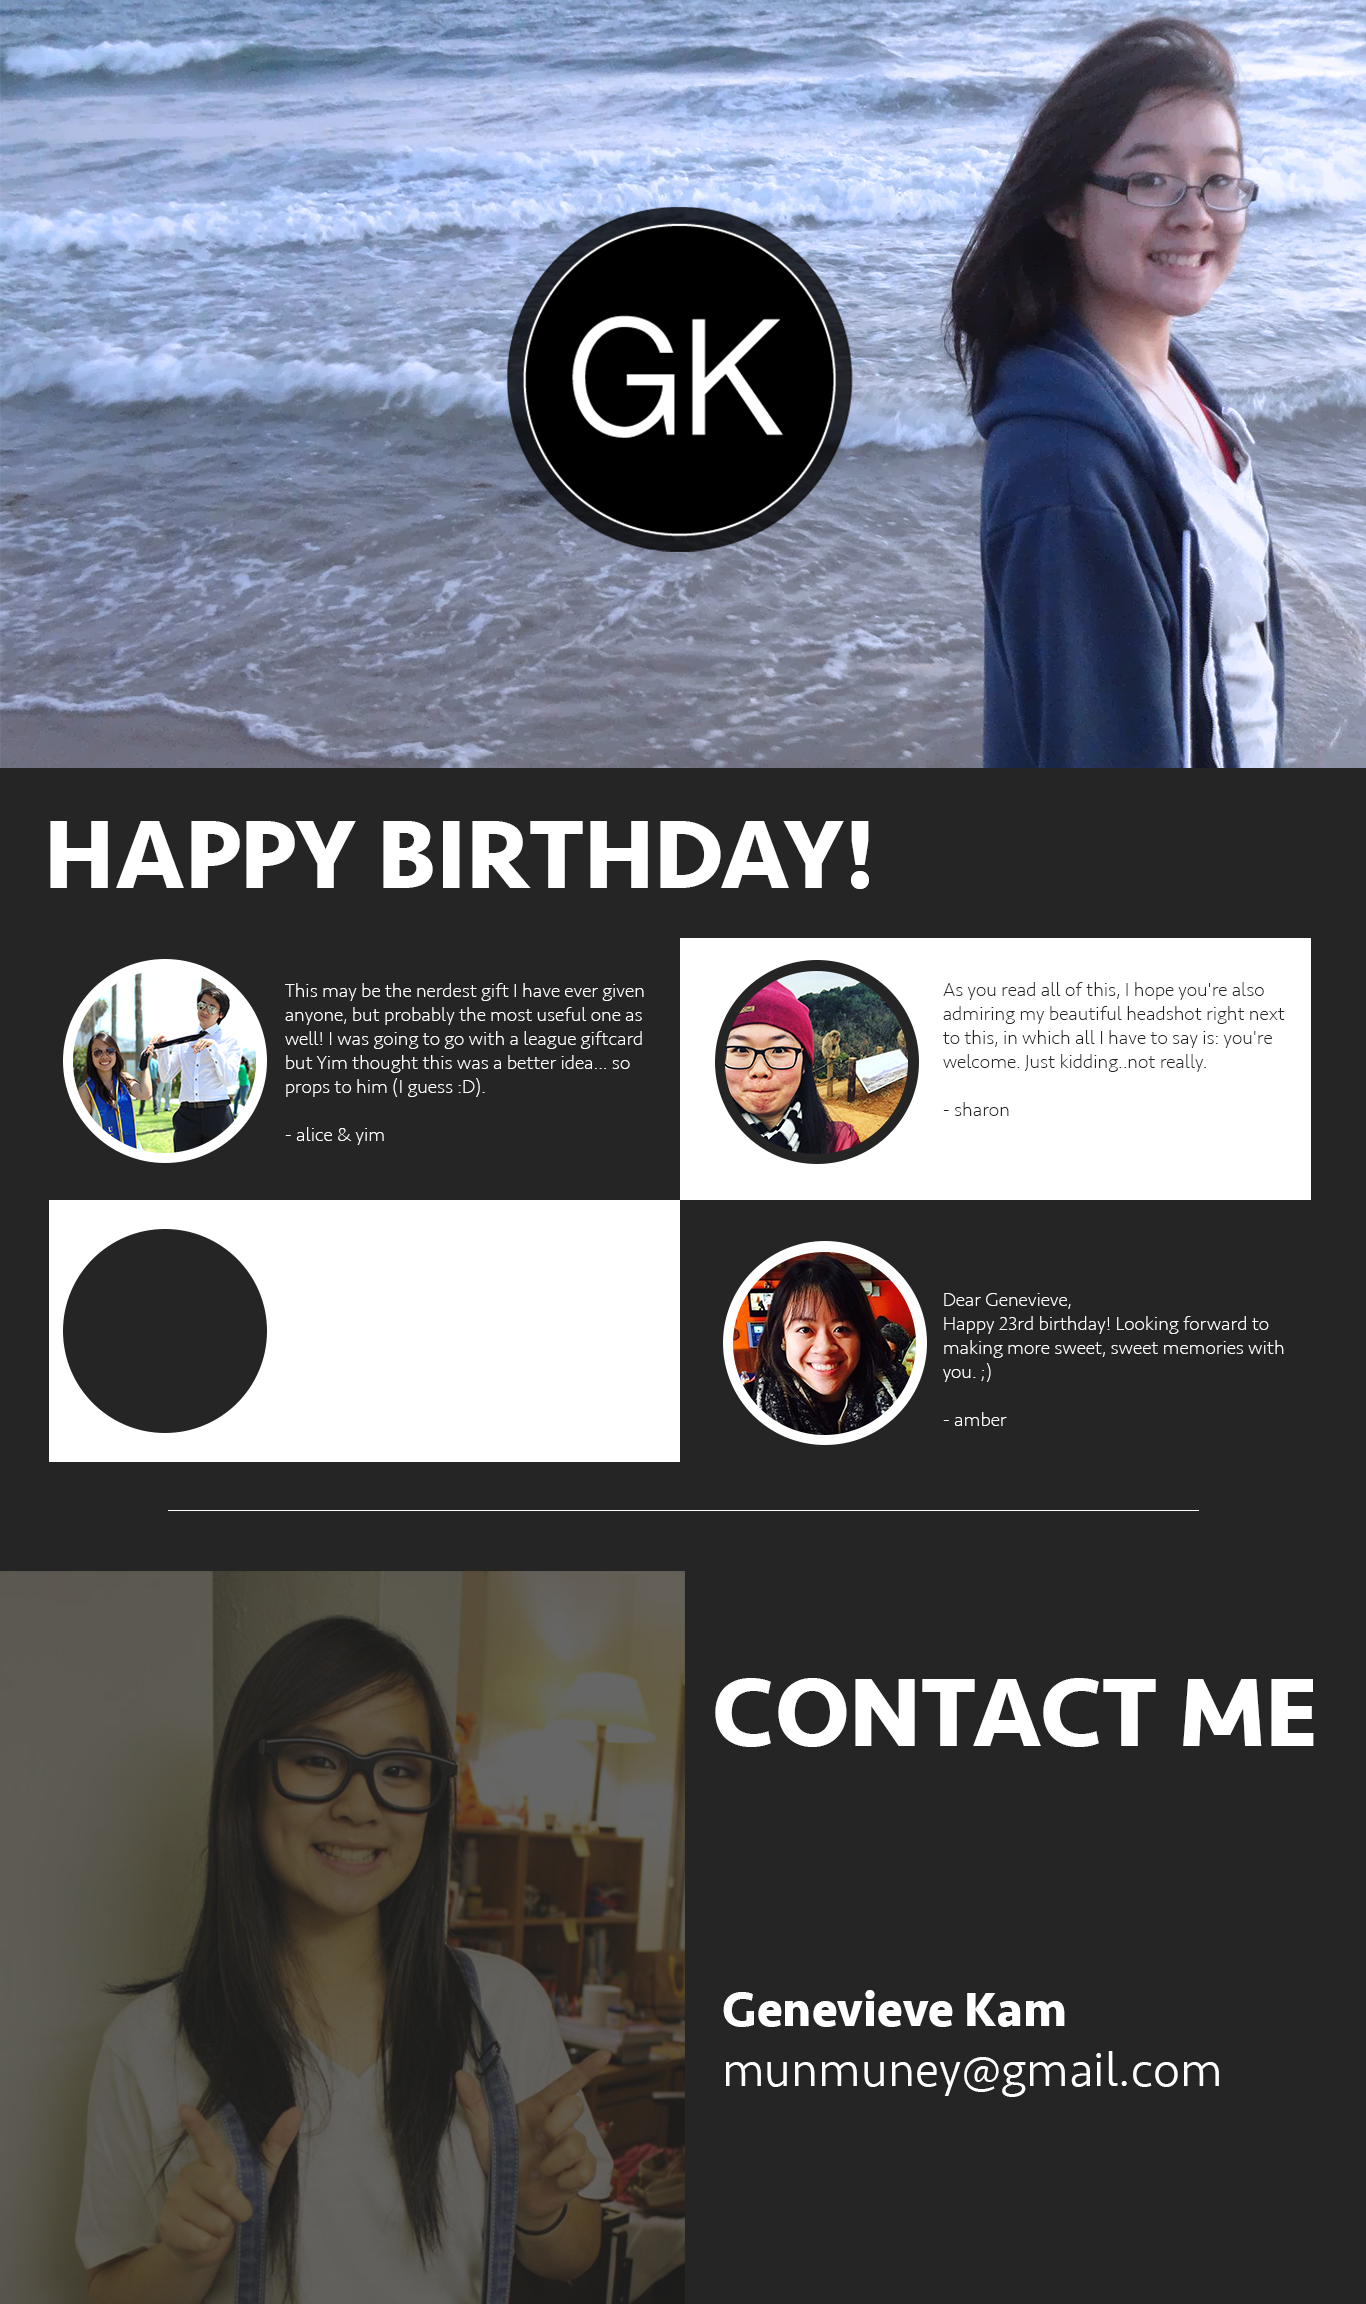 GK
HAPPY BIRTHDAY!
This may be the nerdest gift I have ever given
anyone, but probably the most useful one as
well! I was going to go with a league giftcard
but Yim thought this was a better idea... so
props to him (I guess :D).
- alice & yim
As you read all of this, I hope you're also
admiring my beautiful headshot right next
to this, in which all I have to say is: you're
welcome. Just kidding..not really.
- sharon
Dear Genevieve,
Happy 23rd birthday! Looking forward to
making more sweet, sweet memories with
you. ;)
- amber
CONTACT ME
Genevieve Kam
munmuney@gmail.com